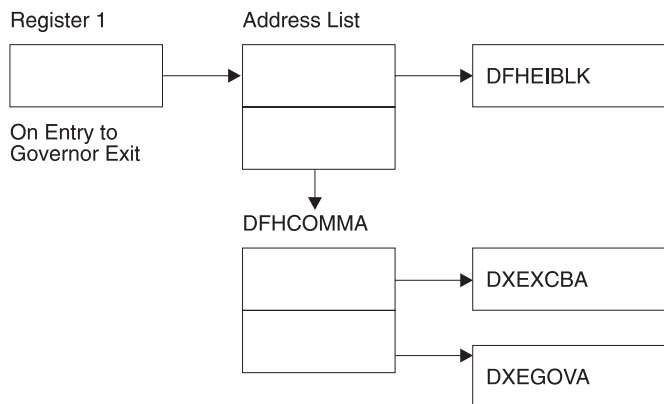 Register 1
Address List
DFHEIBLK
On Entry to
Governor Exit
DFHCOMMA
DXEXCBA
DXEGOVA